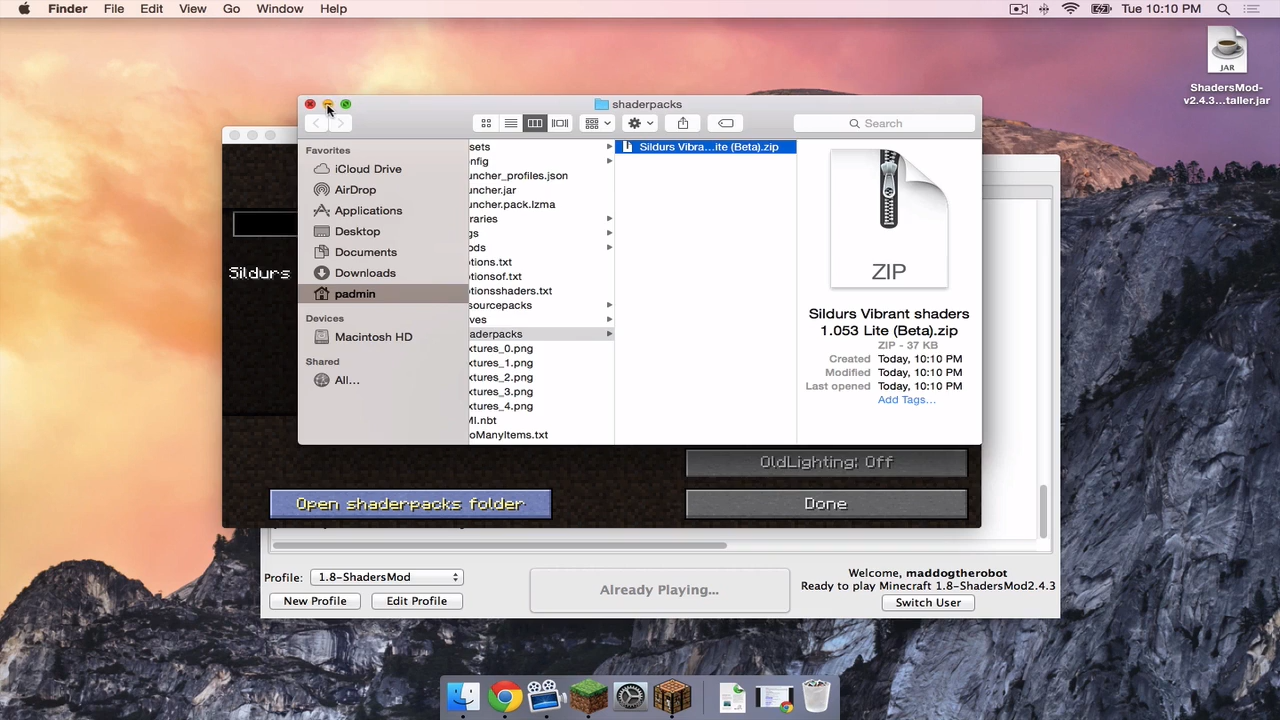 Finder File Edit View Go Window Help Tue 10:10 PM
JAR
ShadersMod-
v2.4.3...taller.jar
shaderpacks
Search
Favorites
iCloud Drive
AirDrop
Applications
Desktop
Documents
Downloads
padmin
Devices
Macintosh HD
Shared
All...
sets
nfig
uncher_profiles.json
uncher.jar
uncher.pack.lzma
raries
gs
ods
otions.txt
otionsof.txt
otionsshaders.txt
sourcepacks
ves
aderpacks
xtures_0.png
xtures_1.png
xtures_2.png
xtures_3.png
xtures_4.png
MI.nbt
oManyItems.txt
Sildurs Vibra...ite (Beta).zip
ZIP
Sildurs Vibrant shaders
1.053 Lite (Beta).zip
ZIP - 37 KB
Created Today, 10:10 PM
Modified Today, 10:10 PM
Last opened Today, 10:10 PM
Add Tags...
Sildurs
OldLighting: Off
Open shaderpacks folder
Done
Profile: 1.8-ShadersMod
New Profile Edit Profile
Already Playing...
Welcome, maddogtherobot
Ready to play Minecraft 1.8-ShadersMod2.4.3
Switch User